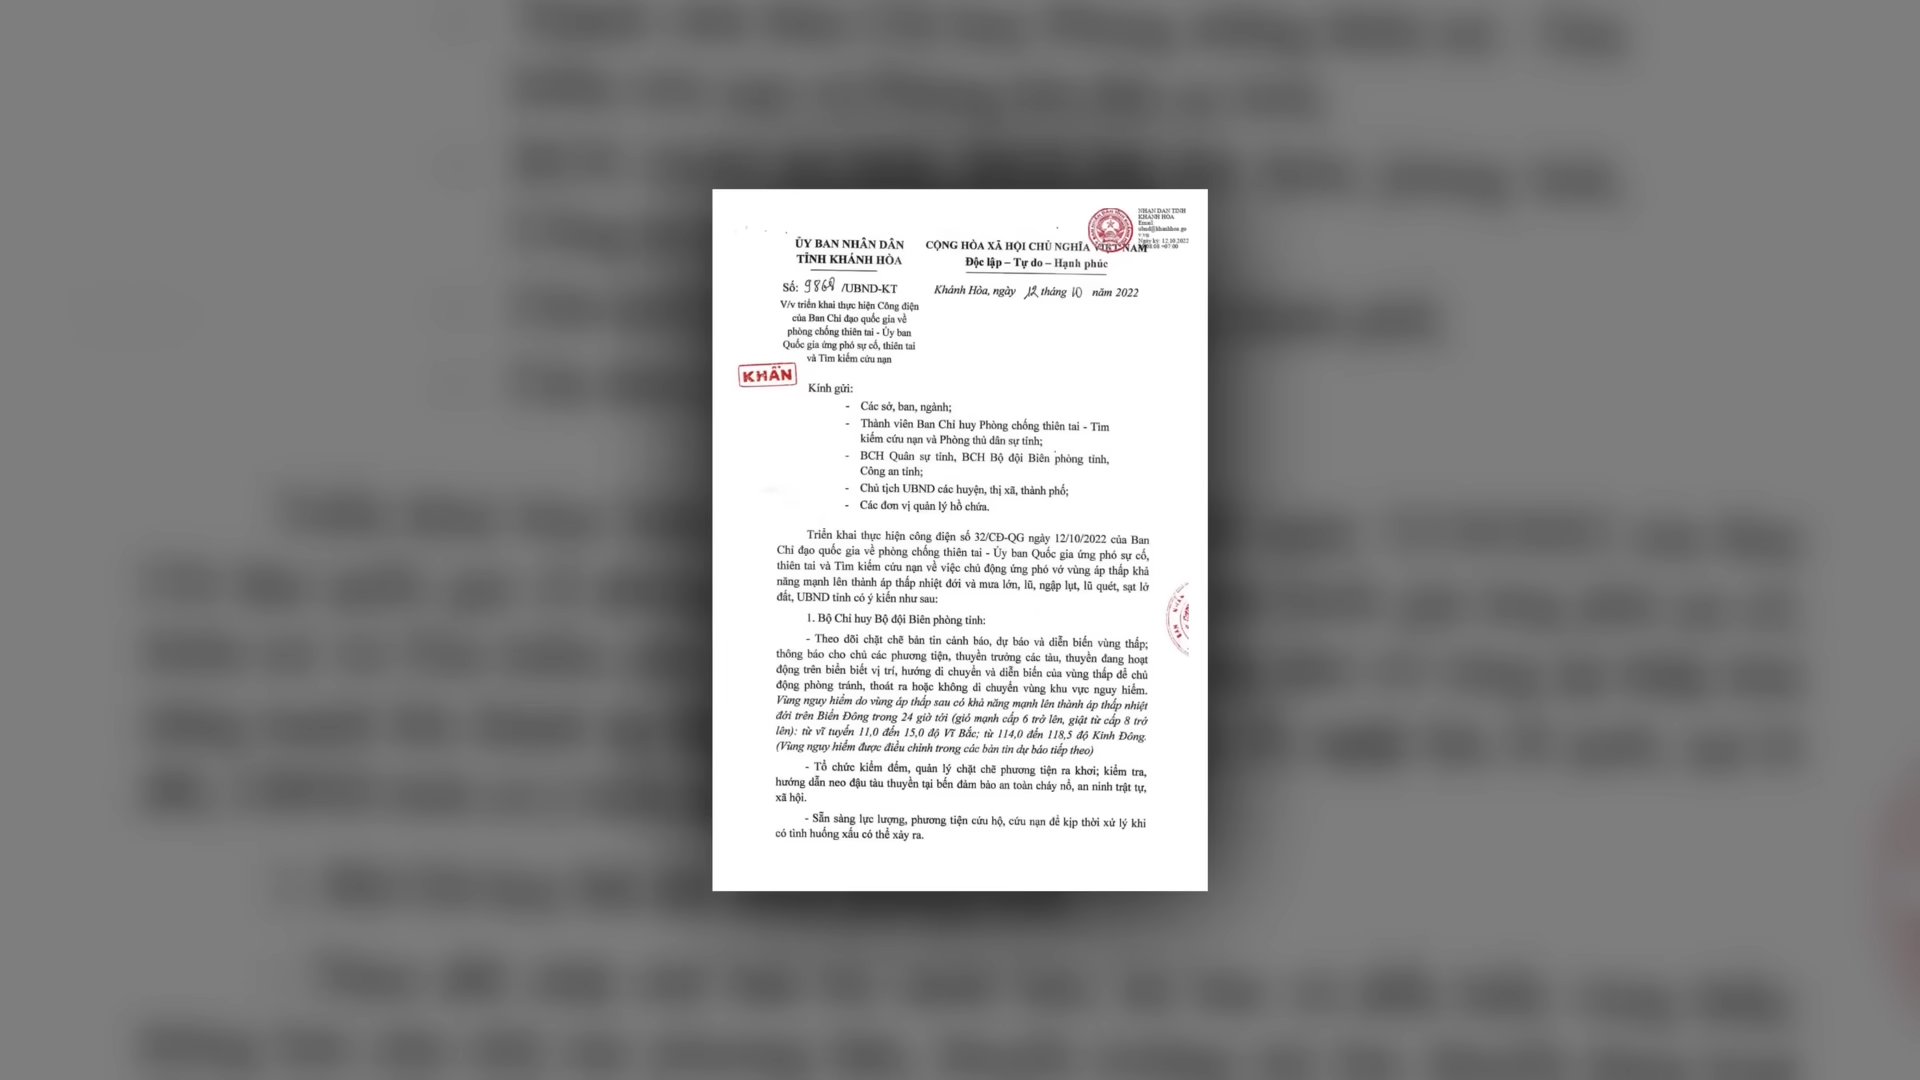 NHAN DAN TINH
KHANH HOA
Email:
Ngày ký: 12.10.2022
ỦY BAN NHÂN DÂN
TỈNH KHÁNH HÒA
CỘNG HÒA XÃ HỘI CHỦ NGHĨA VIỆT NAM
Độc lập – Tự do – Hạnh phúc
Số: 9868 /UBND-KT
Khánh Hòa, ngày 12 tháng 10 năm 2022
V/v triển khai thực hiện Công điện
của Ban Chỉ đạo quốc gia về
phòng chống thiên tai - Ủy ban
Quốc gia ứng phó sự cố, thiên tai
và Tìm kiếm cứu nạn
KHẨN
Kính gửi:
- Các sở, ban, ngành;
- Thành viên Ban Chỉ huy Phòng chống thiên tai - Tìm
kiếm cứu nạn và Phòng thủ dân sự tỉnh;
- BCH Quân sự tỉnh, BCH Bộ đội Biên phòng tỉnh,
Công an tỉnh;
- Chủ tịch UBND các huyện, thị xã, thành phố;
- Các đơn vị quản lý hồ chứa.
Triển khai thực hiện công điện số 32/CĐ-QG ngày 12/10/2022 của Ban
Chỉ đạo quốc gia về phòng chống thiên tai - Ủy ban Quốc gia ứng phó sự cố,
thiên tai và Tìm kiếm cứu nạn về việc chủ động ứng phó vớ vùng áp thấp khả
năng mạnh lên thành áp thấp nhiệt đới và mưa lớn, lũ, ngập lụt, lũ quét, sạt lở
đất, UBND tỉnh có ý kiến như sau:
1. Bộ Chỉ huy Bộ đội Biên phòng tỉnh:
- Theo dõi chặt chẽ bản tin cảnh báo, dự báo và diễn biến vùng thấp;
thông báo cho chủ các phương tiện, thuyền trưởng các tàu, thuyền đang hoạt
động trên biển biết vị trí, hướng di chuyển và diễn biến của vùng thấp để chủ
động phòng tránh, thoát ra hoặc không di chuyển vùng khu vực nguy hiểm.
Vùng nguy hiểm do vùng áp thấp sau có khả năng mạnh lên thành áp thấp nhiệt
đới trên Biển Đông trong 24 giờ tới (gió mạnh cấp 6 trở lên, giật từ cấp 8 trở
lên): từ vĩ tuyến 11,0 đến 15,0 độ Vĩ Bắc; từ 114,0 đến 118,5 độ Kinh Đông.
(Vùng nguy hiểm được điều chỉnh trong các bản tin dự báo tiếp theo)
- Tổ chức kiểm đếm, quản lý chặt chẽ phương tiện ra khơi; kiểm tra,
hướng dẫn neo đậu tàu thuyền tại bến đảm bảo an toàn cháy nổ, an ninh trật tự,
xã hội.
- Sẵn sàng lực lượng, phương tiện cứu hộ, cứu nạn để kịp thời xử lý khi
có tình huống xấu có thể xảy ra.